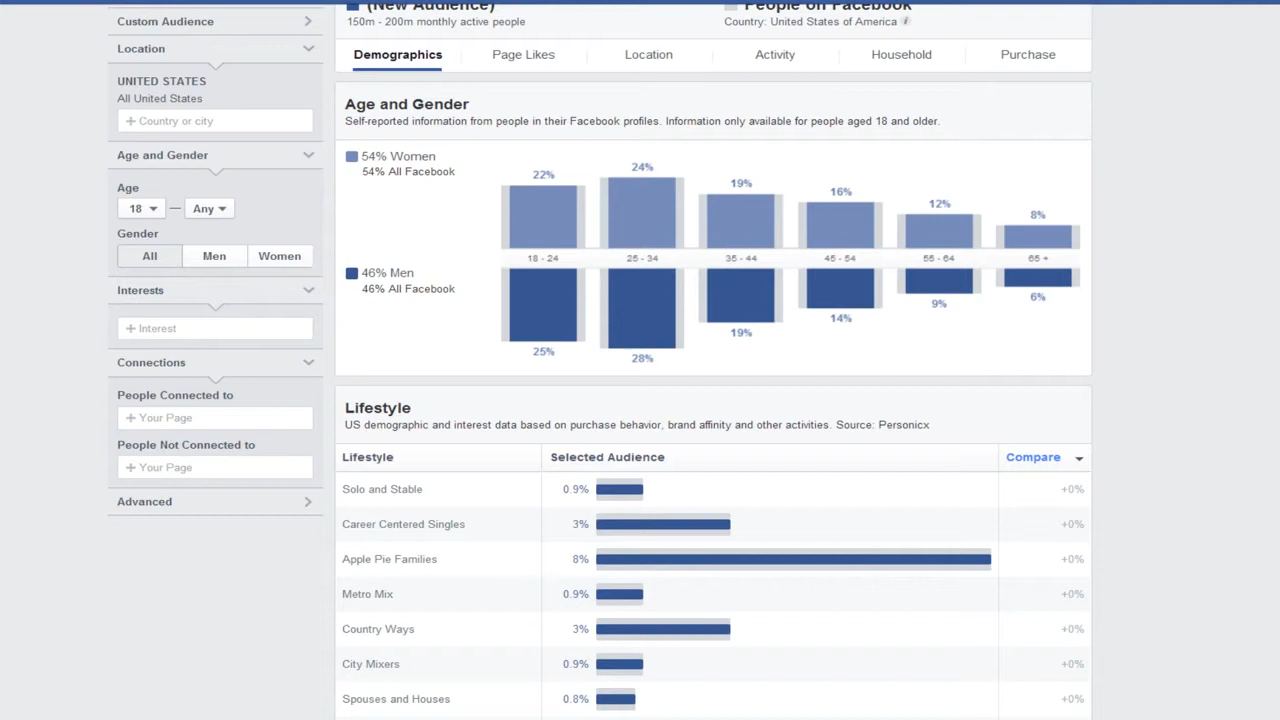 Custom Audience
Location
UNITED STATES
All United States
+ Country or city
Age and Gender
Age
18 — Any
Gender
All Men Women
Interests
+ Interest
Connections
People Connected to
+ Your Page
People Not Connected to
+ Your Page
Advanced
(New Audience)
150m - 200m monthly active people
People on Facebook
Country: United States of America i
Demographics Page Likes Location Activity Household Purchase
Age and Gender
Self-reported information from people in their Facebook profiles. Information only available for people aged 18 and older.
54% Women
54% All Facebook
22% 24% 19% 16% 12% 8%
18 - 24 25 - 34 35 - 44 45 - 54 55 - 64 65 +
46% Men
46% All Facebook
25% 28% 19% 14% 9% 6%
Lifestyle
US demographic and interest data based on purchase behavior, brand affinity and other activities. Source: Personicx
Lifestyle Selected Audience Compare
Solo and Stable 0.9% +0%
Career Centered Singles 3% +0%
Apple Pie Families 8% +0%
Metro Mix 0.9% +0%
Country Ways 3% +0%
City Mixers 0.9% +0%
Spouses and Houses 0.8% +0%